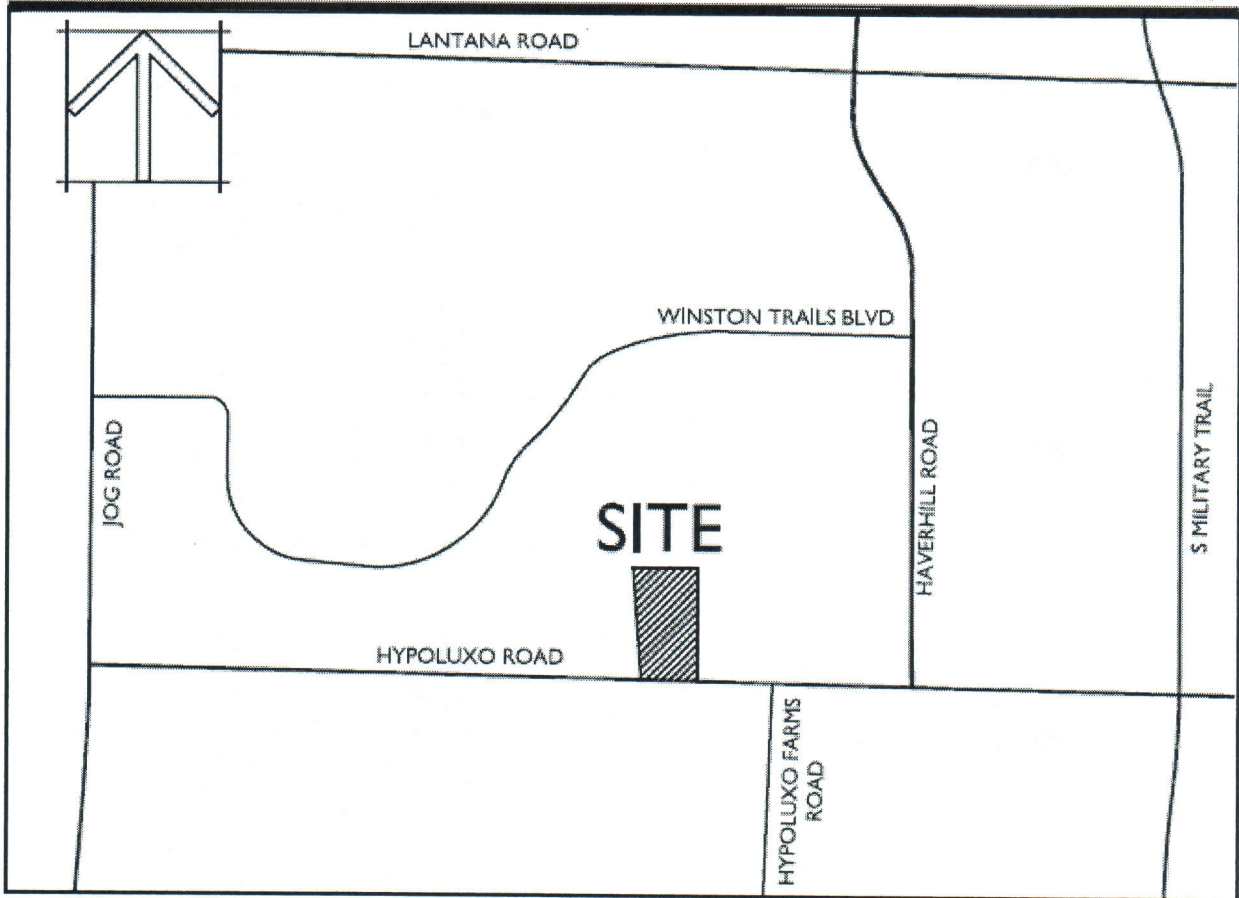 LANTANA ROAD
WINSTON TRAILS BLVD
JOG ROAD
HAVERHILL ROAD
S MILITARY TRAIL
SITE
HYPOLUXO ROAD
HYPOLUXO FARMS
ROAD